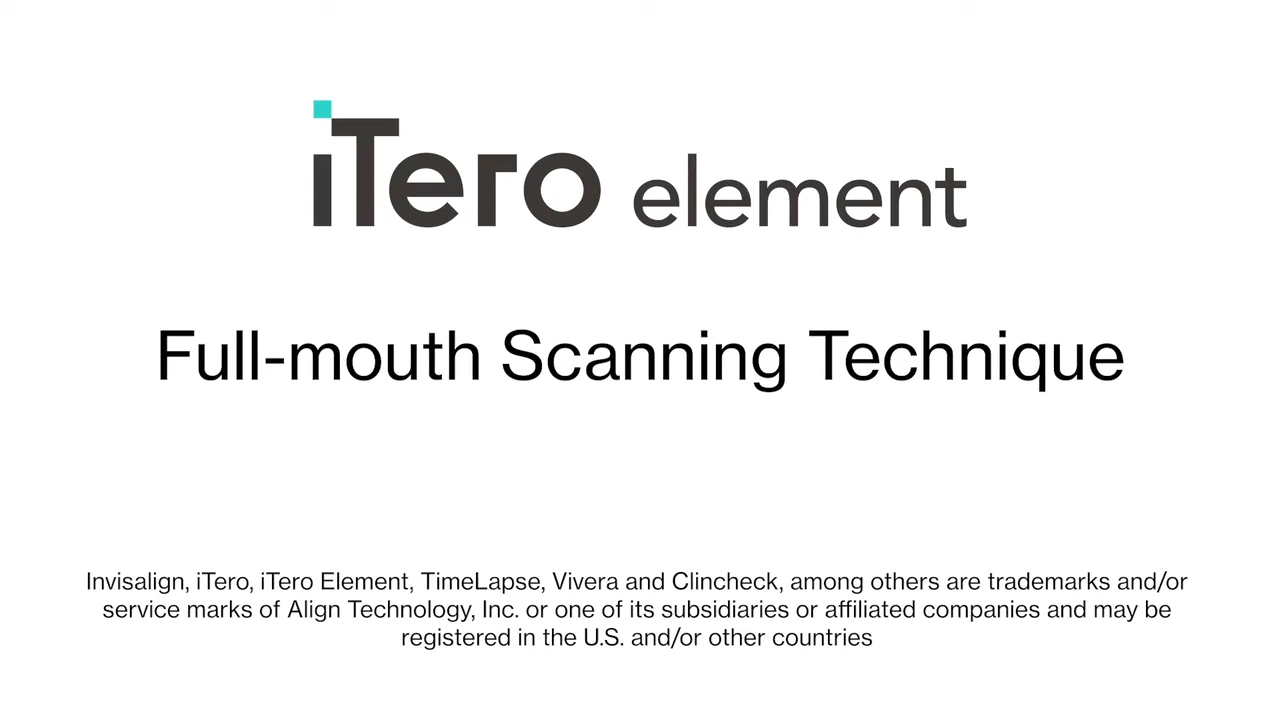 iTero element
Full-mouth Scanning Technique
Invisalign, iTero, iTero Element, TimeLapse, Vivera and Clincheck, among others are trademarks and/or
service marks of Align Technology, Inc. or one of its subsidiaries or affiliated companies and may be
registered in the U.S. and/or other countries